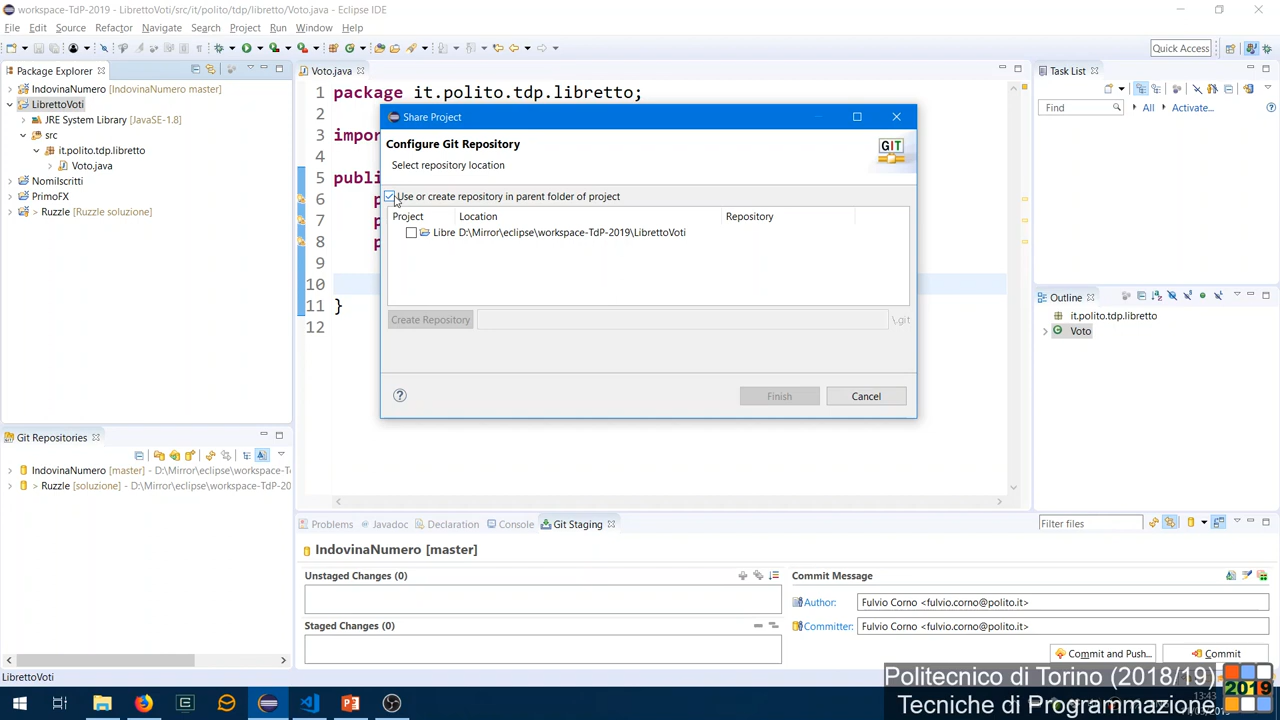 workspace-TdP-2019 - LibrettoVoti/src/it/polito/tdp/libretto/Voto.java - Eclipse IDE
File Edit Source Refactor Navigate Search Project Run Window Help
Quick Access
Package Explorer
IndovinaNumero [IndovinaNumero master]
LibrettoVoti
JRE System Library [JavaSE-1.8]
src
it.polito.tdp.libretto
Voto.java
NomiIscritti
PrimoFX
> Ruzzle [Ruzzle soluzione]
Git Repositories
IndovinaNumero [master] - D:\Mirror\eclipse\workspace-T
> Ruzzle [soluzione] - D:\Mirror\eclipse\workspace-TdP-20
Voto.java
1 package it.polito.tdp.libretto;
2
3 impor
4
5 publi
6 p
7 p
8 p
9
10
11 }
12
Share Project
Configure Git Repository
Select repository location
GIT
Use or create repository in parent folder of project
Project Location Repository
Libre D:\Mirror\eclipse\workspace-TdP-2019\LibrettoVoti
Create Repository \.git
? Finish Cancel
Task List
Find All Activate...
Outline
it.polito.tdp.libretto
Voto
Problems Javadoc Declaration Console Git Staging
Filter files
IndovinaNumero [master]
Unstaged Changes (0)
Staged Changes (0)
Commit Message
Author: Fulvio Corno <fulvio.corno@polito.it>
Committer: Fulvio Corno <fulvio.corno@polito.it>
Commit and Push... Commit
LibrettoVoti
Politecnico di Torino (2018/19)
Tecniche di Programmazione
2019
13:43